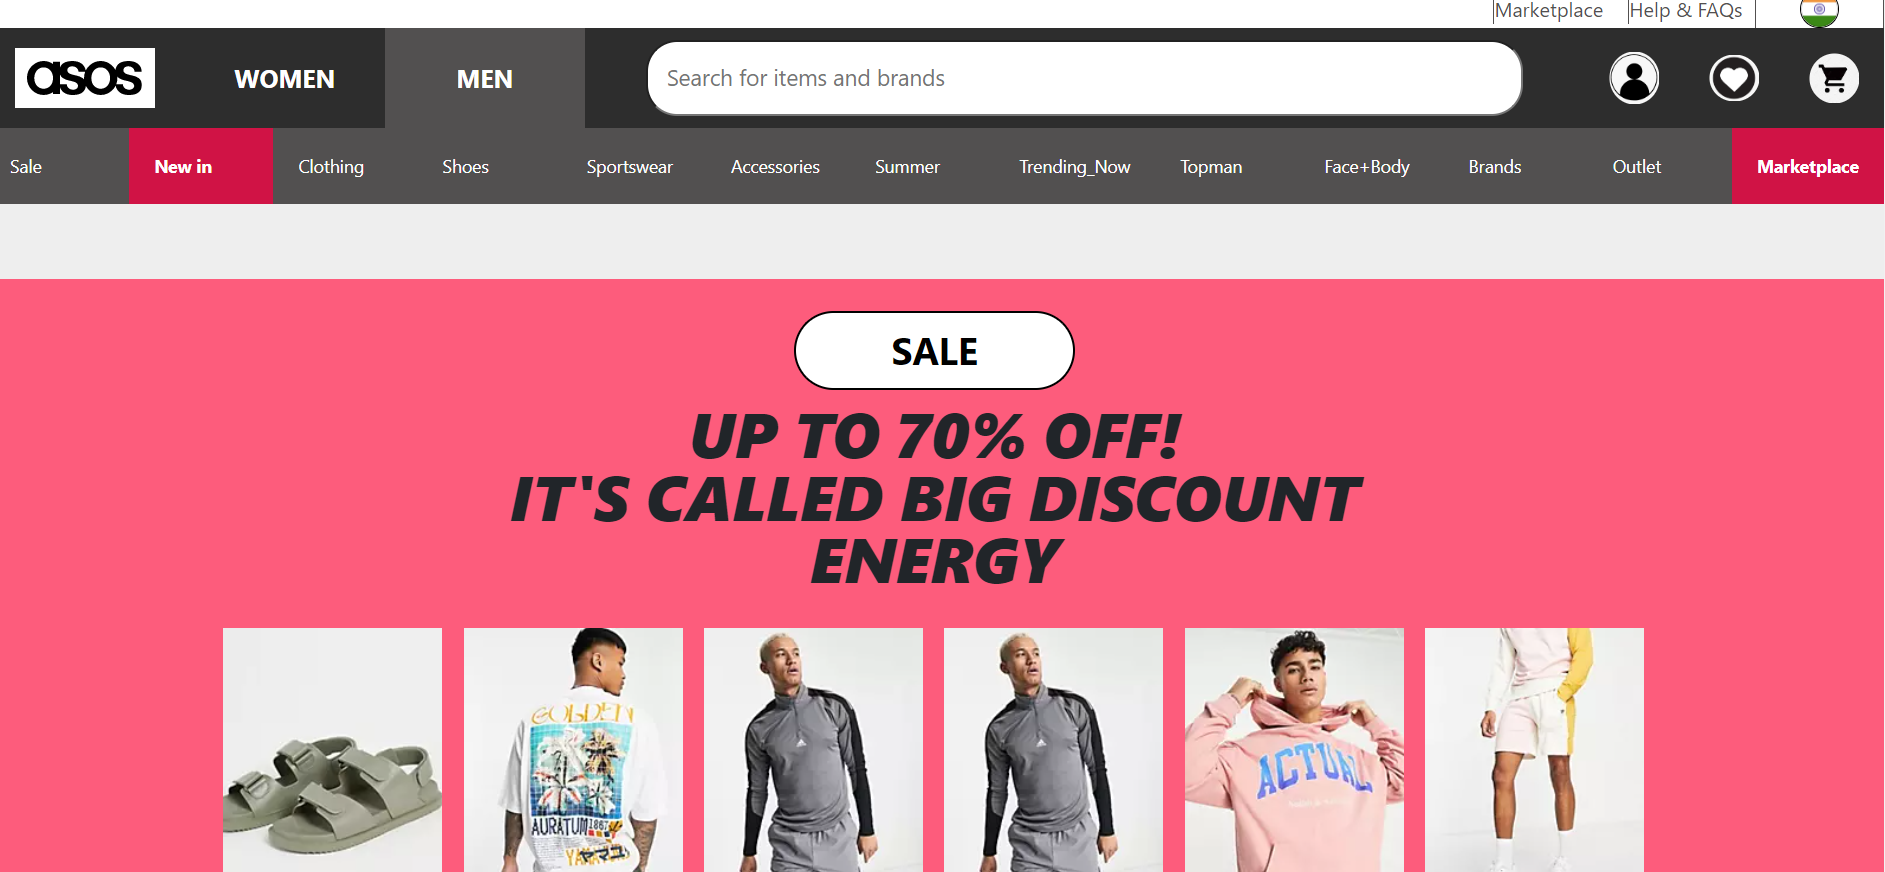 Marketplace Help & FAQs
asos WOMEN MEN Search for items and brands
Sale New in Clothing Shoes Sportswear Accessories Summer Trending_Now Topman Face+Body Brands Outlet Marketplace
SALE
UP TO 70% OFF!
IT'S CALLED BIG DISCOUNT
ENERGY
GOLDEN
AURATUM 1867
ACTUAL